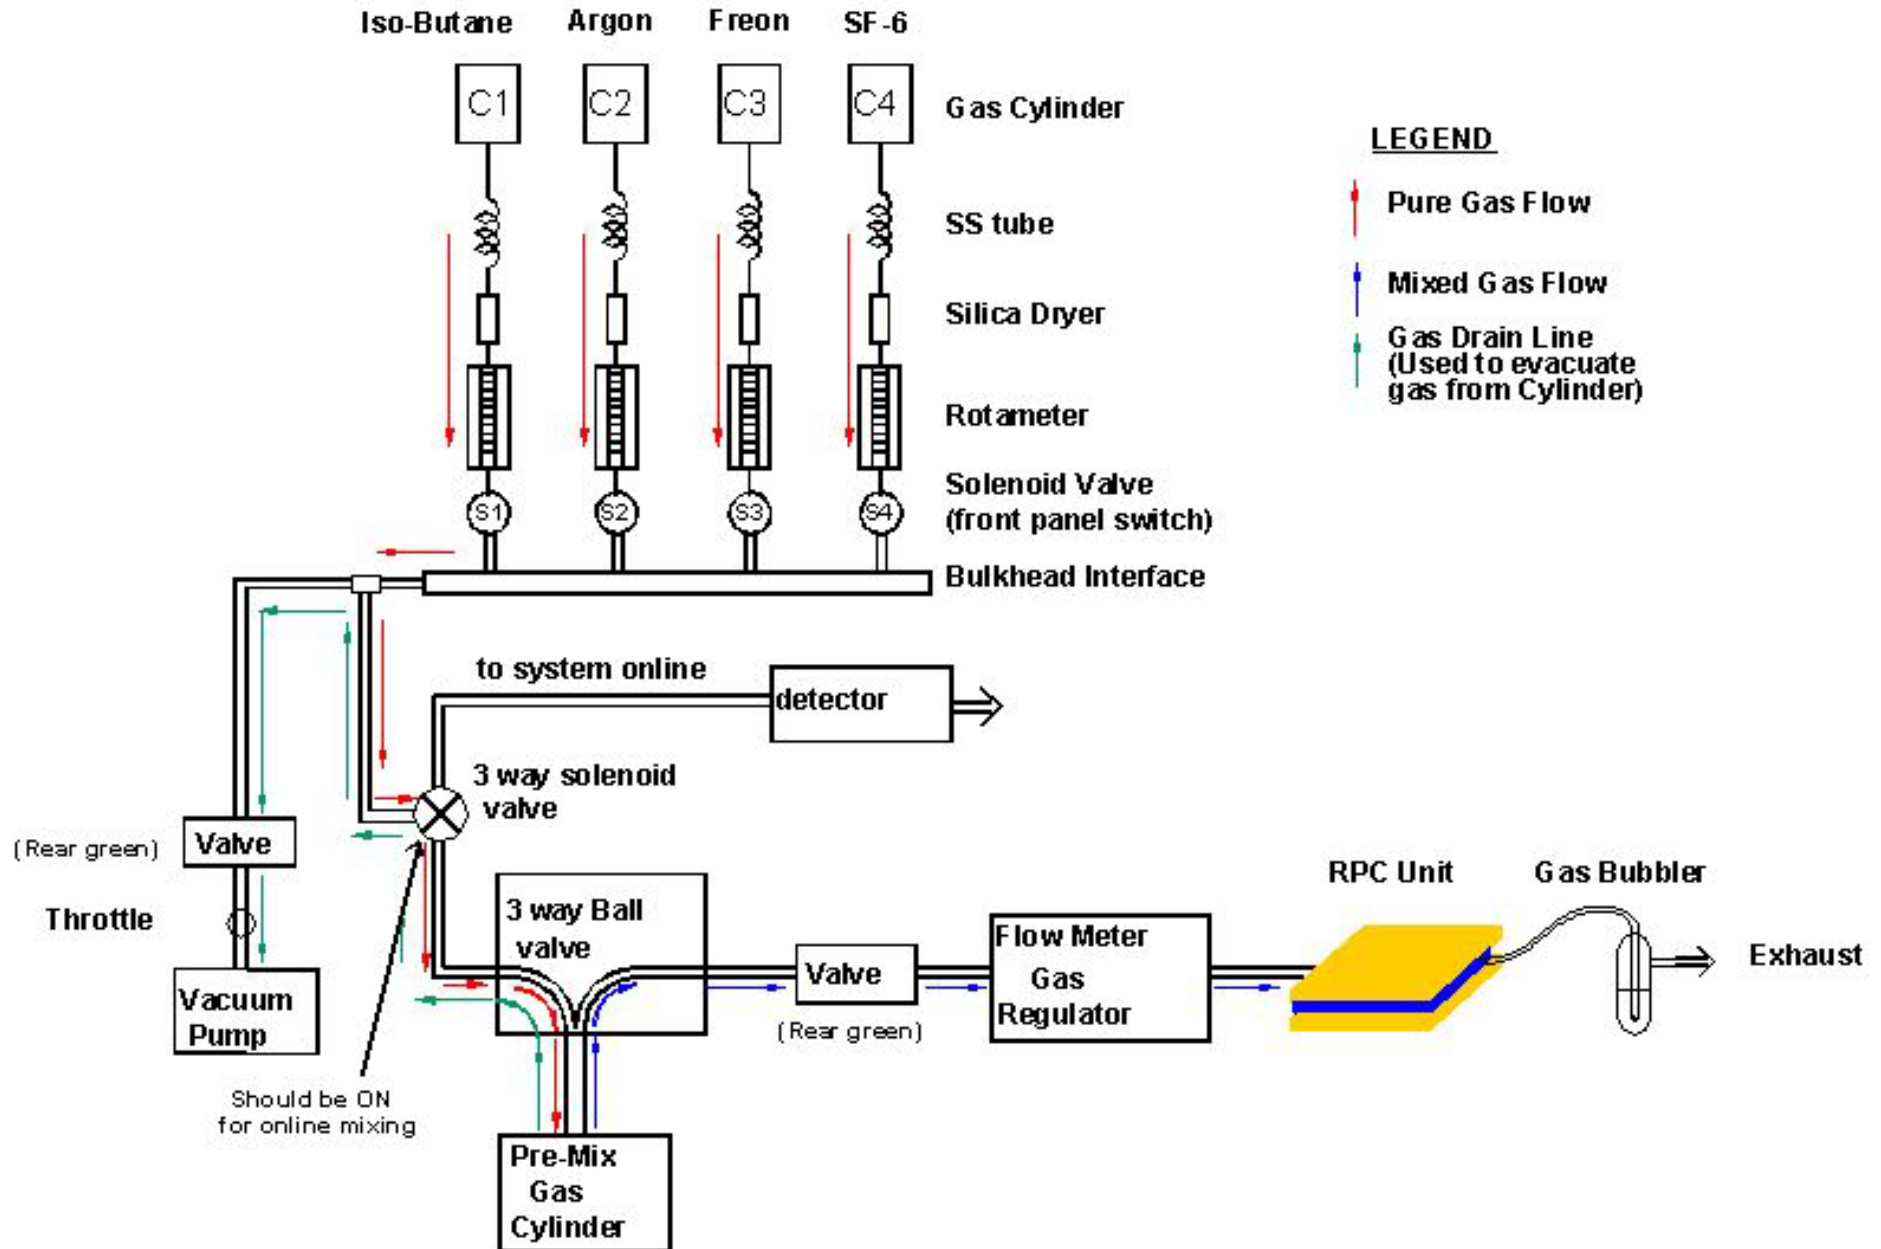 Iso-Butane Argon Freon SF-6
C1 C2 C3 C4
Gas Cylinder
LEGEND
Pure Gas Flow
SS tube
Mixed Gas Flow
Silica Dryer
Gas Drain Line
(Used to evacuate
gas from Cylinder)
Rotameter
Solenoid Valve
(front panel switch)
S1 S2 S3 S4
Bulkhead Interface
to system online
detector
3 way solenoid
valve
(Rear green)
Valve
Throttle
Vacuum
Pump
Should be ON
for online mixing
3 way Ball
valve
Valve
(Rear green)
Flow Meter
Gas
Regulator
RPC Unit
Gas Bubbler
Exhaust
Pre-Mix
Gas
Cylinder